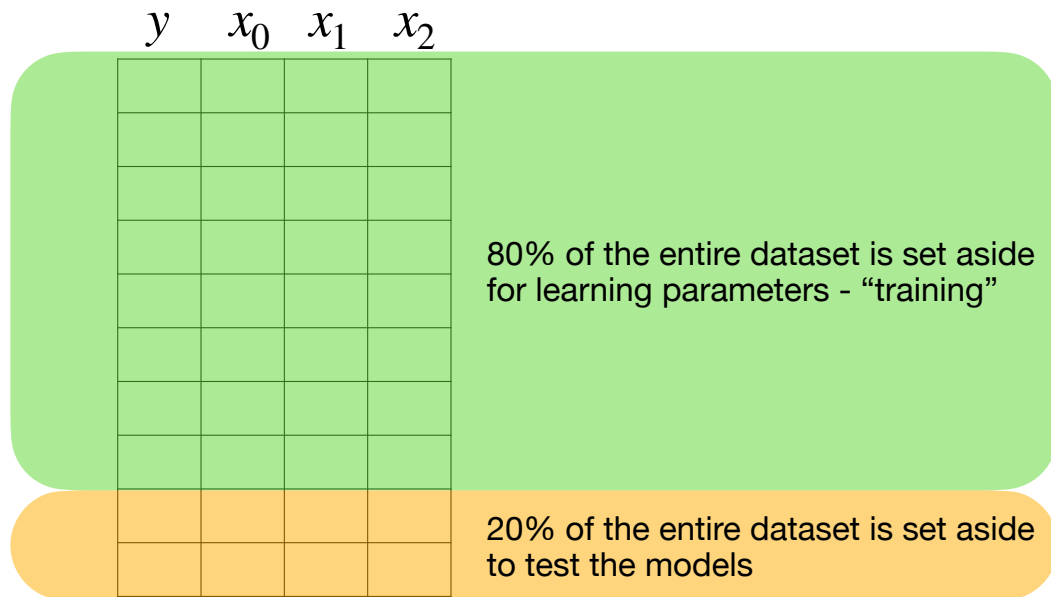 y x₀ x₁ x₂
80% of the entire dataset is set aside
for learning parameters - “training”
20% of the entire dataset is set aside
to test the models